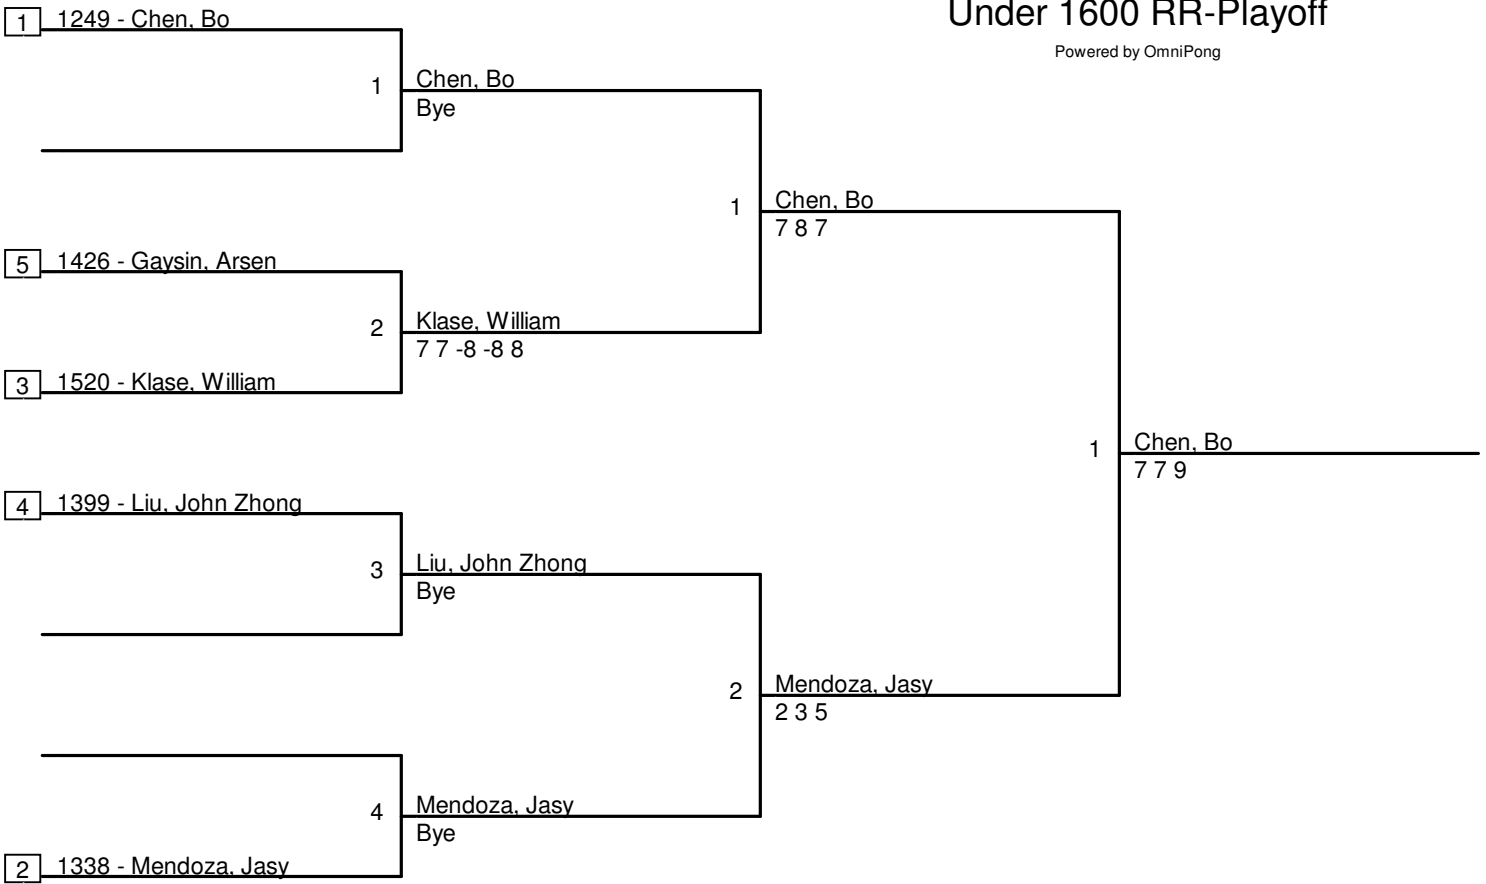 Under 1600 RR-Playoff
Powered by OmniPong
1 1249 - Chen, Bo
1 Chen, Bo
Bye
1 Chen, Bo
7 8 7
5 1426 - Gaysin, Arsen
2 Klase, William
7 7 -8 -8 8
3 1520 - Klase, William
1 Chen, Bo
7 7 9
4 1399 - Liu, John Zhong
3 Liu, John Zhong
Bye
2 Mendoza, Jasy
2 3 5
4 Mendoza, Jasy
Bye
2 1338 - Mendoza, Jasy